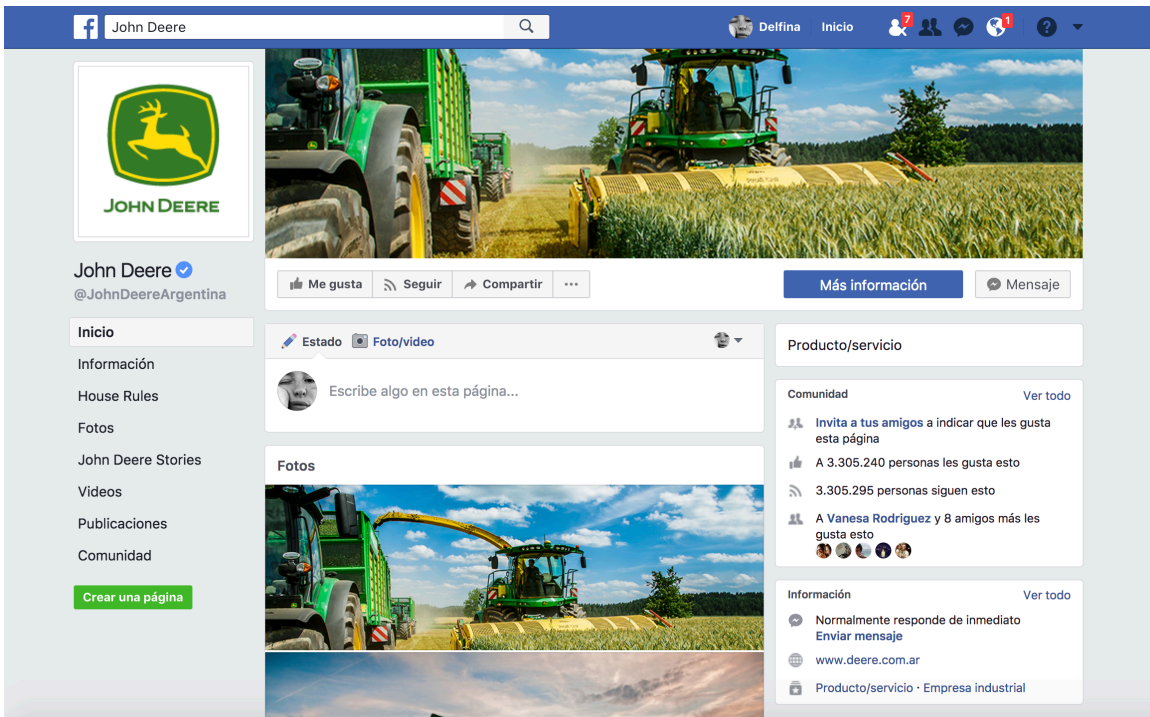 John Deere
Delfina
Inicio
7
1
JOHN DEERE
John Deere
@JohnDeereArgentina
Inicio
Información
House Rules
Fotos
John Deere Stories
Videos
Publicaciones
Comunidad
Crear una página
Me gusta
Seguir
Compartir
Más información
Mensaje
Estado
Foto/video
Escribe algo en esta página...
Fotos
Producto/servicio
Comunidad
Ver todo
Invita a tus amigos a indicar que les gusta
esta página
A 3.305.240 personas les gusta esto
3.305.295 personas siguen esto
A Vanesa Rodriguez y 8 amigos más les
gusta esto
Información
Ver todo
Normalmente responde de inmediato
Enviar mensaje
www.deere.com.ar
Producto/servicio · Empresa industrial